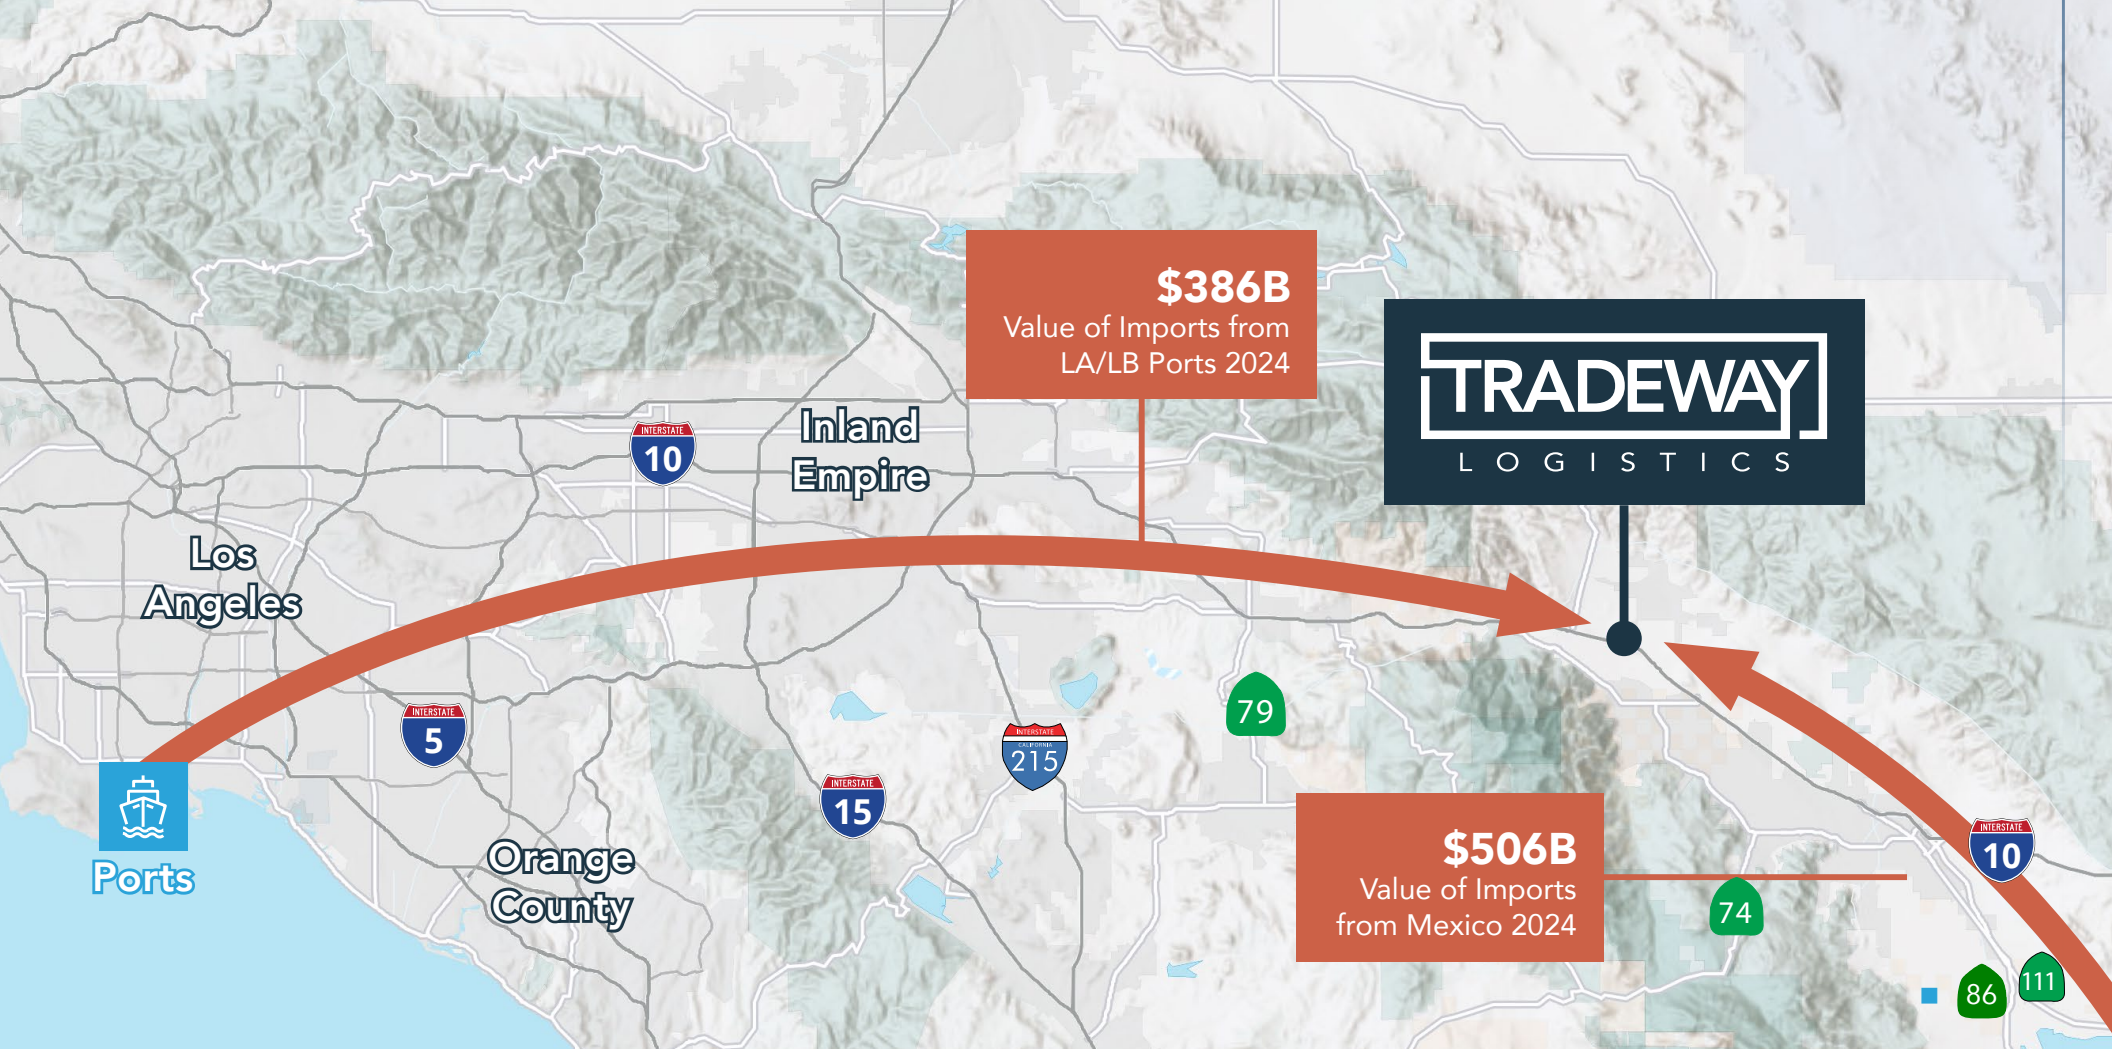 $386B
Value of Imports from
LA/LB Ports 2024
TRADEWAY
LOGISTICS
Inland
Empire
INTERSTATE
10
Los
Angeles
INTERSTATE
5
79
INTERSTATE
CALIFORNIA
215
INTERSTATE
15
Ports
Orange
County
$506B
Value of Imports
from Mexico 2024
INTERSTATE
10
74
86
111